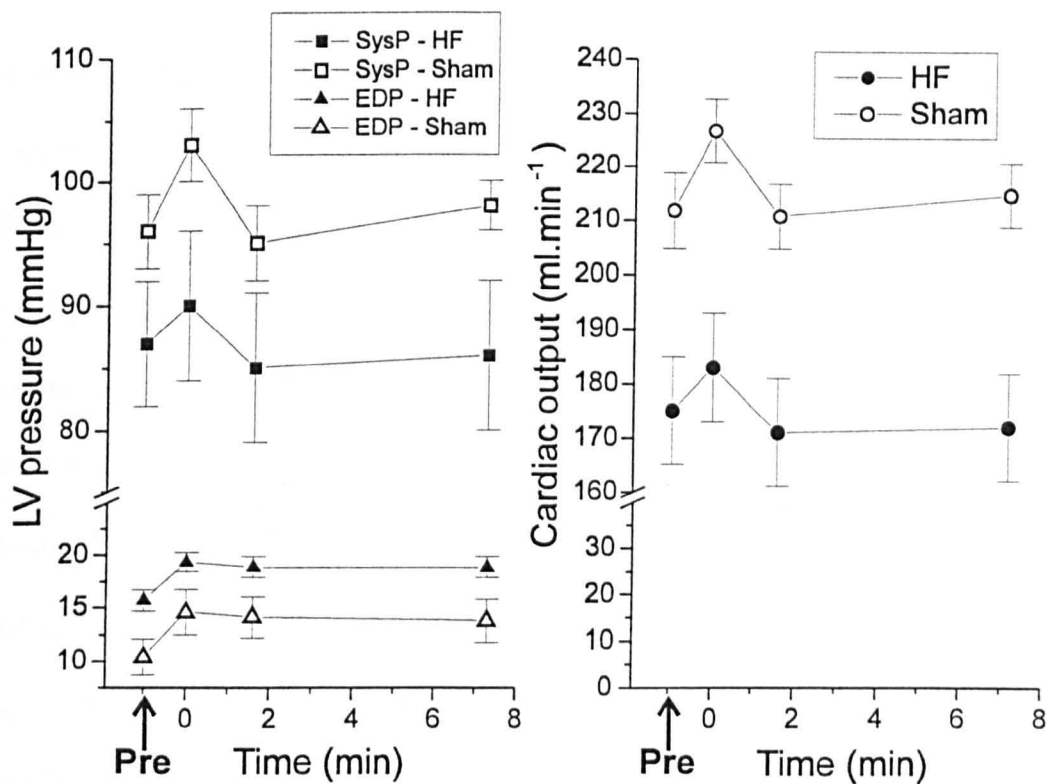 SysP - HF
SysP - Sham
EDP - HF
EDP - Sham
LV pressure (mmHg)
110
100
90
80
20
15
10
0
2
4
6
8
Pre
Time (min)
HF
Sham
Cardiac output (ml.min⁻¹)
240
230
220
210
200
190
180
170
160
30
20
10
0
0
2
4
6
8
Pre
Time (min)